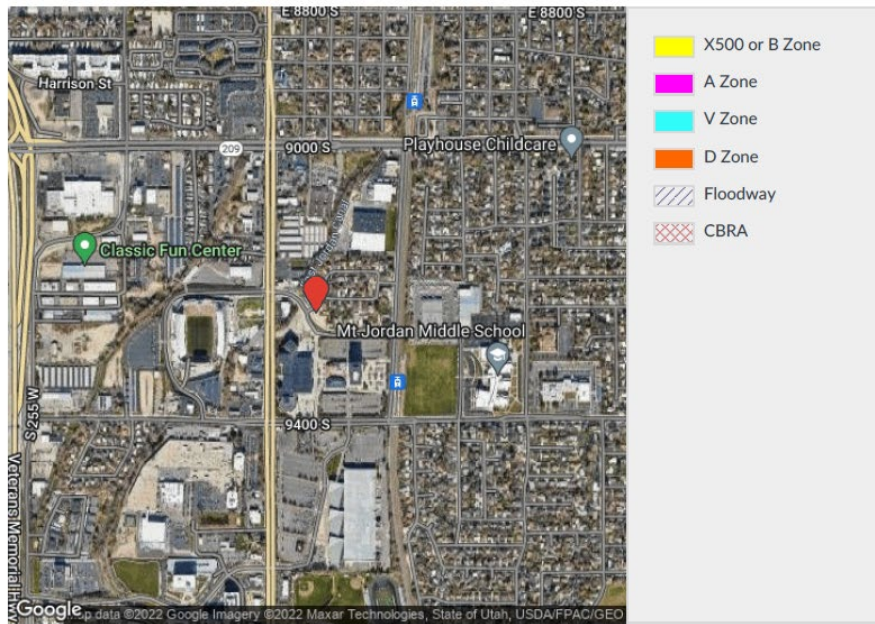 E 8800 S
E 8800 S
Harrison St
209
9000 S
Playhouse Childcare
Classic Fun Center
Mt Jordan Middle School
9400 S
S 255 W
Veterans Memorial Hwy
Google
©2022 Google Imagery ©2022 Maxar Technologies, State of Utah, USDA/FPAC/GEO
X500 or B Zone
A Zone
V Zone
D Zone
Floodway
CBRA